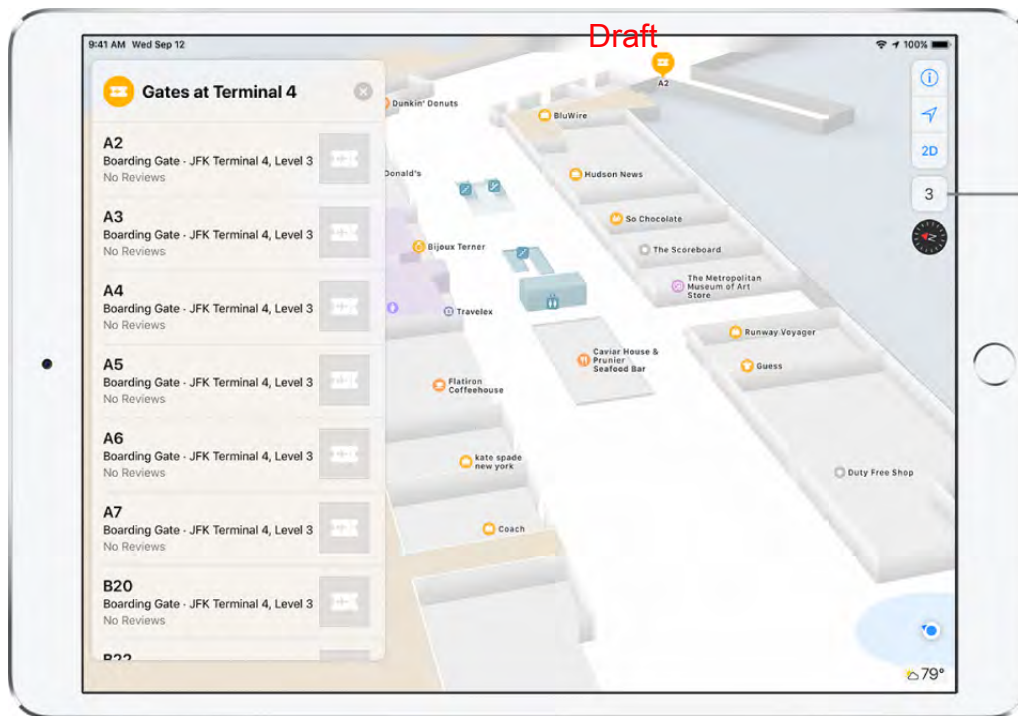 Draft
9:41 AM Wed Sep 12
100%
Gates at Terminal 4
A2
Boarding Gate · JFK Terminal 4, Level 3
No Reviews
A3
Boarding Gate · JFK Terminal 4, Level 3
No Reviews
A4
Boarding Gate · JFK Terminal 4, Level 3
No Reviews
A5
Boarding Gate · JFK Terminal 4, Level 3
No Reviews
A6
Boarding Gate · JFK Terminal 4, Level 3
No Reviews
A7
Boarding Gate · JFK Terminal 4, Level 3
No Reviews
B20
Boarding Gate · JFK Terminal 4, Level 3
No Reviews
A2
Dunkin' Donuts
BluWire
Donald's
Hudson News
So Chocolate
Bijoux Terner
The Scoreboard
The Metropolitan
Museum of Art
Store
Travelex
Runway Voyager
Caviar House &
Prunier
Seafood Bar
Guess
Flatiron
Coffeehouse
kate spade
new york
Duty Free Shop
Coach
2D
3
N
79°